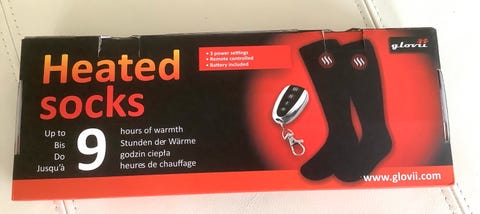 Heated
socks
Up to
Bis
Do
Jusqu'à
9
hours of warmth
Stunden der Wärme
godzin ciepła
heures de chauffage
• 3 power settings
• Remote controlled
• Battery included
glovii
www.glovii.com